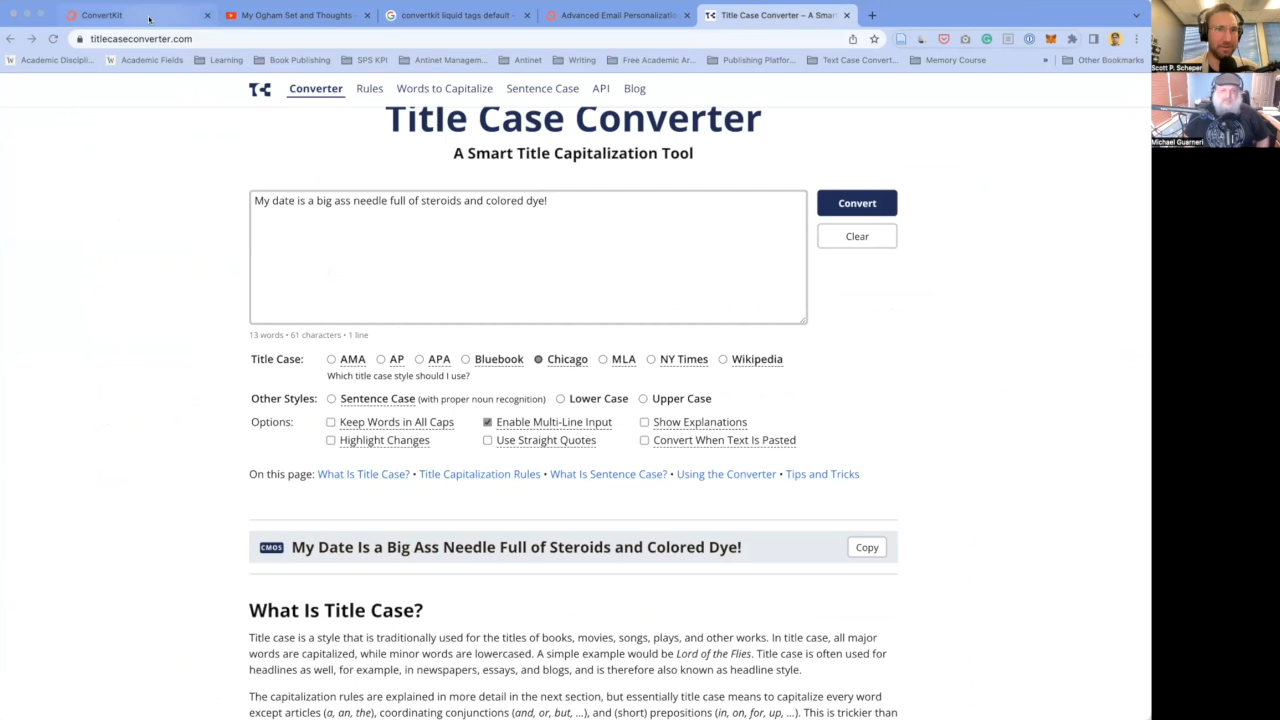 ConvertKit
My Ogham Set and Thoughts
convertkit liquid tags default
Advanced Email Personalizatio
Title Case Converter – A Smart
titlecaseconverter.com
Academic Discipli...
Academic Fields
Learning
Book Publishing
SPS KPI
Antinet Managem...
Antinet
Writing
Free Academic Ar...
Publishing Platfor...
Text Case Convert...
Memory Course
»
Other Bookmarks
Scott P. Scheper
Michael Guarneri
Converter Rules Words to Capitalize Sentence Case API Blog
Title Case Converter
A Smart Title Capitalization Tool
My date is a big ass needle full of steroids and colored dye!
Convert
Clear
13 words • 61 characters • 1 line
Title Case: AMA AP APA Bluebook Chicago MLA NY Times Wikipedia
Which title case style should I use?
Other Styles: Sentence Case (with proper noun recognition) Lower Case Upper Case
Options: Keep Words in All Caps Enable Multi-Line Input Show Explanations
Highlight Changes Use Straight Quotes Convert When Text Is Pasted
On this page: What Is Title Case? • Title Capitalization Rules • What Is Sentence Case? • Using the Converter • Tips and Tricks
CMOS My Date Is a Big Ass Needle Full of Steroids and Colored Dye! Copy
What Is Title Case?
Title case is a style that is traditionally used for the titles of books, movies, songs, plays, and other works. In title case, all major
words are capitalized, while minor words are lowercased. A simple example would be Lord of the Flies. Title case is often used for
headlines as well, for example, in newspapers, essays, and blogs, and is therefore also known as headline style.
The capitalization rules are explained in more detail in the next section, but essentially title case means to capitalize every word
except articles (a, an, the), coordinating conjunctions (and, or, but, ...), and (short) prepositions (in, on, for, up, ...). This is trickier than